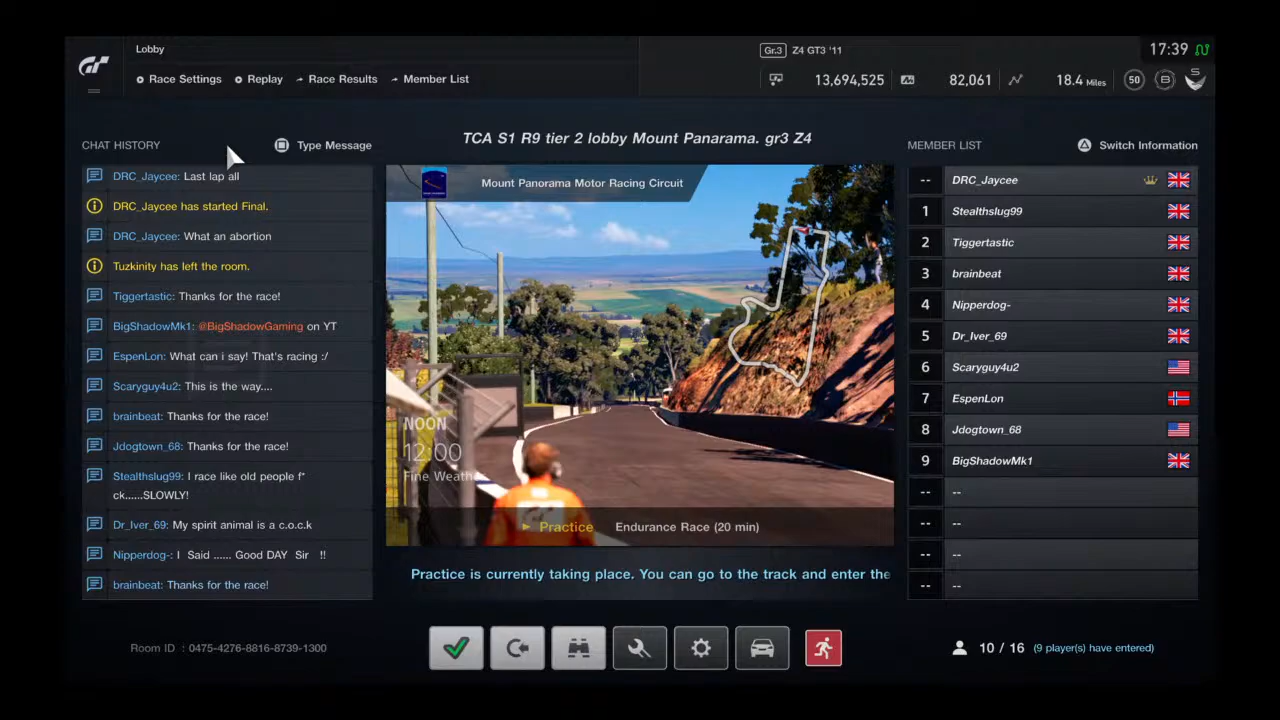 Lobby
Race Settings Replay Race Results Member List
Gr.3 Z4 GT3 '11
17:39
13,694,525 82,061 18.4 Miles 50 B S
TCA S1 R9 tier 2 lobby Mount Panarama. gr3 Z4
CHAT HISTORY Type Message
DRC_Jaycee: Last lap all
DRC_Jaycee has started Final.
DRC_Jaycee: What an abortion
Tuzkinity has left the room.
Tiggertastic: Thanks for the race!
BigShadowMk1: @BigShadowGaming on YT
EspenLon: What can i say! That's racing :/
Scaryguy4u2: This is the way....
brainbeat: Thanks for the race!
Jdogtown_68: Thanks for the race!
Stealthslug99: I race like old people f*
ck......SLOWLY!
Dr_Iver_69: My spirit animal is a c.o.c.k
Nipperdog-: I Said ...... Good DAY Sir !!
brainbeat: Thanks for the race!
Mount Panorama Motor Racing Circuit
NOON
12:00
Fine Weathe
Practice Endurance Race (20 min)
Practice is currently taking place. You can go to the track and enter the
MEMBER LIST Switch Information
-- DRC_Jaycee
1 Stealthslug99
2 Tiggertastic
3 brainbeat
4 Nipperdog-
5 Dr_Iver_69
6 Scaryguy4u2
7 EspenLon
8 Jdogtown_68
9 BigShadowMk1
-- --
-- --
-- --
-- --
Room ID : 0475-4276-8816-8739-1300
10 / 16 (9 player(s) have entered)